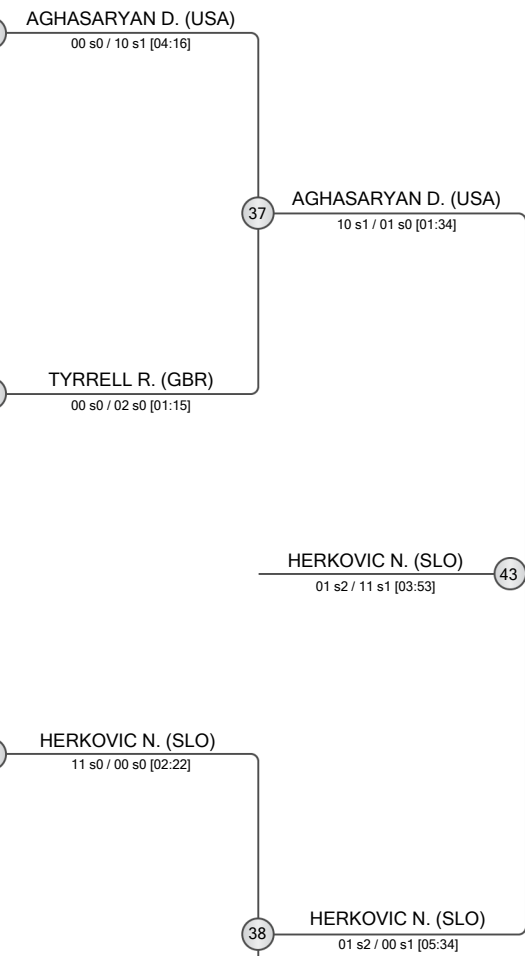 AGHASARYAN D. (USA)
00 s0 / 10 s1 [04:16]
37
AGHASARYAN D. (USA)
10 s1 / 01 s0 [01:34]
TYRRELL R. (GBR)
00 s0 / 02 s0 [01:15]
HERKOVIC N. (SLO)
01 s2 / 11 s1 [03:53]
43
HERKOVIC N. (SLO)
11 s0 / 00 s0 [02:22]
38
HERKOVIC N. (SLO)
01 s2 / 00 s1 [05:34]